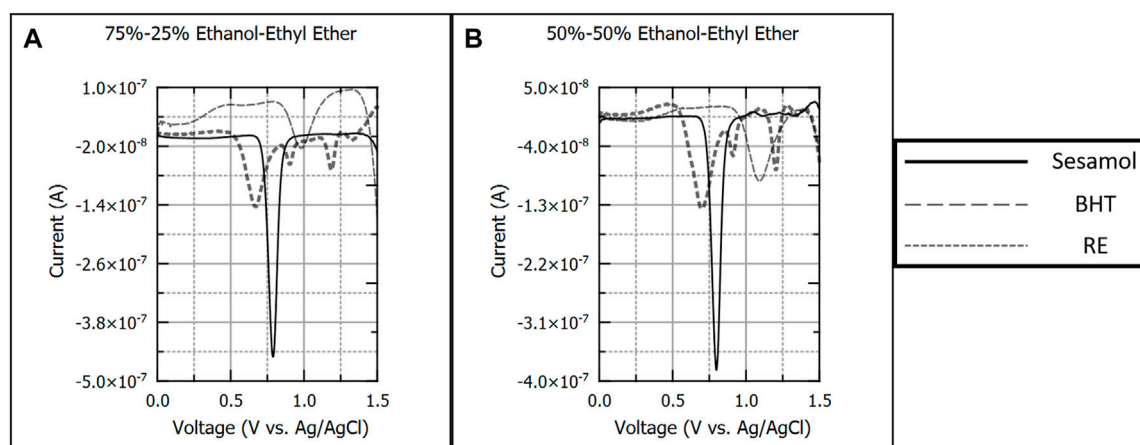 A
75%-25% Ethanol-Ethyl Ether
Current (A)
1.0×10⁻⁷
-2.0×10⁻⁸
-1.4×10⁻⁷
-2.6×10⁻⁷
-3.8×10⁻⁷
-5.0×10⁻⁷
0.0 0.5 1.0 1.5
Voltage (V vs. Ag/AgCl)
B
50%-50% Ethanol-Ethyl Ether
Current (A)
5.0×10⁻⁸
-4.0×10⁻⁸
-1.3×10⁻⁷
-2.2×10⁻⁷
-3.1×10⁻⁷
-4.0×10⁻⁷
0.0 0.5 1.0 1.5
Voltage (V vs. Ag/AgCl)
Sesamol
BHT
RE